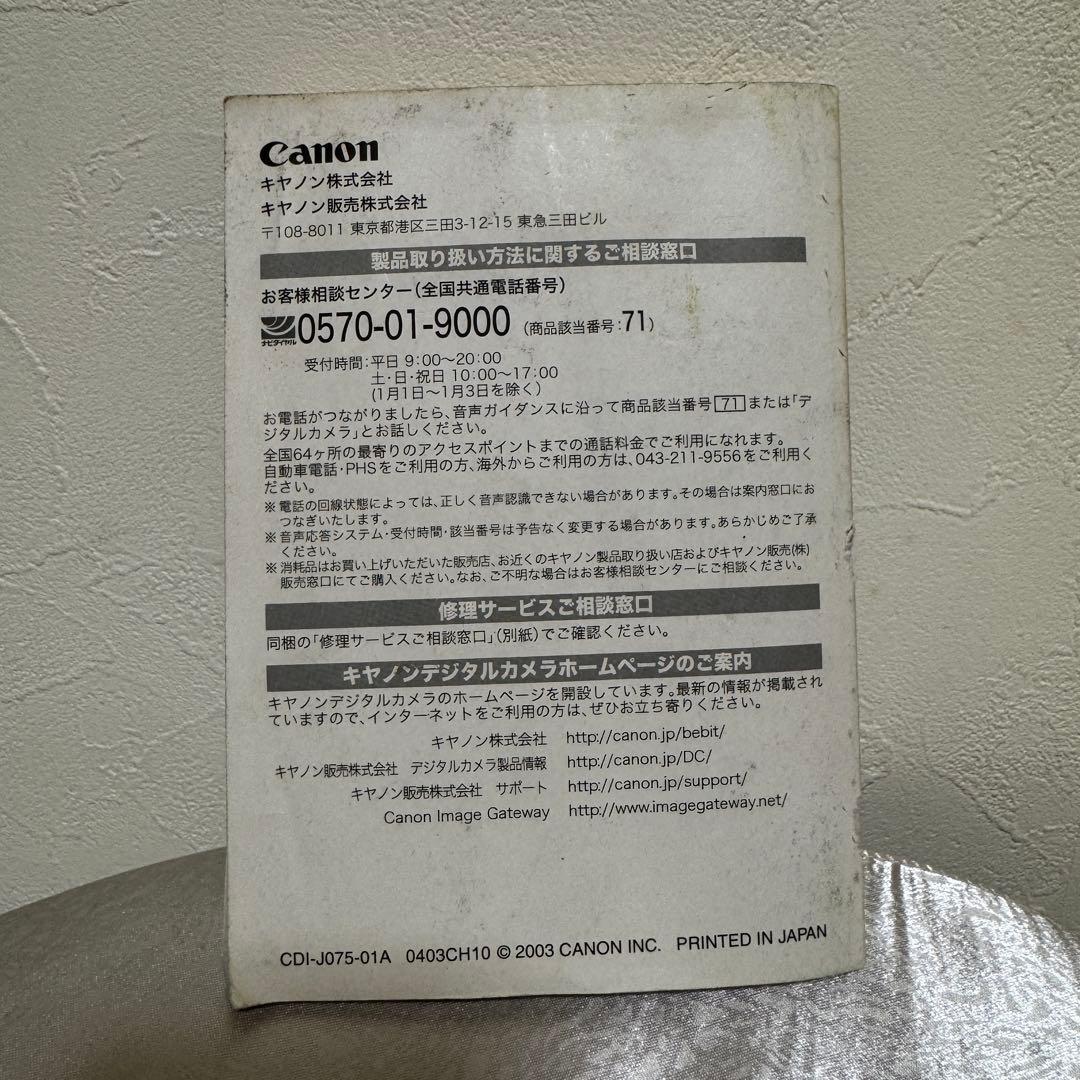 Canon
キヤノン株式会社
キヤノン販売株式会社
〒108-8011 東京都港区三田3-12-15 東急三田ビル
製品取り扱い方法に関するご相談窓口
お客様相談センター(全国共通電話番号)
ナビダイヤル 0570-01-9000 (商品該当番号:71)
受付時間:平日 9:00〜20:00
土・日・祝日 10:00〜17:00
(1月1日〜1月3日を除く)
お電話がつながりましたら、音声ガイダンスに沿って商品該当番号71または「デ
ジタルカメラ」とお話しください。
全国64ヶ所の最寄りのアクセスポイントまでの通話料金でご利用になれます。
自動車電話・PHSをご利用の方、海外からご利用の方は、043-211-9556をご利用く
ださい。
※電話の回線状態によっては、正しく音声認識できない場合があります。その場合は案内窓口にお
つなぎいたします。
※音声応答システム・受付時間・該当番号は予告なく変更する場合があります。あらかじめご了承
ください。
※消耗品はお買い上げいただいた販売店、お近くのキヤノン製品取り扱い店およびキヤノン販売(株)
販売窓口にてご購入ください。なお、ご不明な場合はお客様相談センターにご相談ください。
修理サービスご相談窓口
同梱の「修理サービスご相談窓口」(別紙)でご確認ください。
キヤノンデジタルカメラホームページのご案内
キヤノンデジタルカメラのホームページを開設しています。最新の情報が掲載され
ていますので、インターネットをご利用の方は、ぜひお立ち寄りください。
キヤノン株式会社 http://canon.jp/bebit/
キヤノン販売株式会社 デジタルカメラ製品情報 http://canon.jp/DC/
キヤノン販売株式会社 サポート http://canon.jp/support/
Canon Image Gateway http://www.imagegateway.net/
CDI-J075-01A 0403CH10 © 2003 CANON INC. PRINTED IN JAPAN